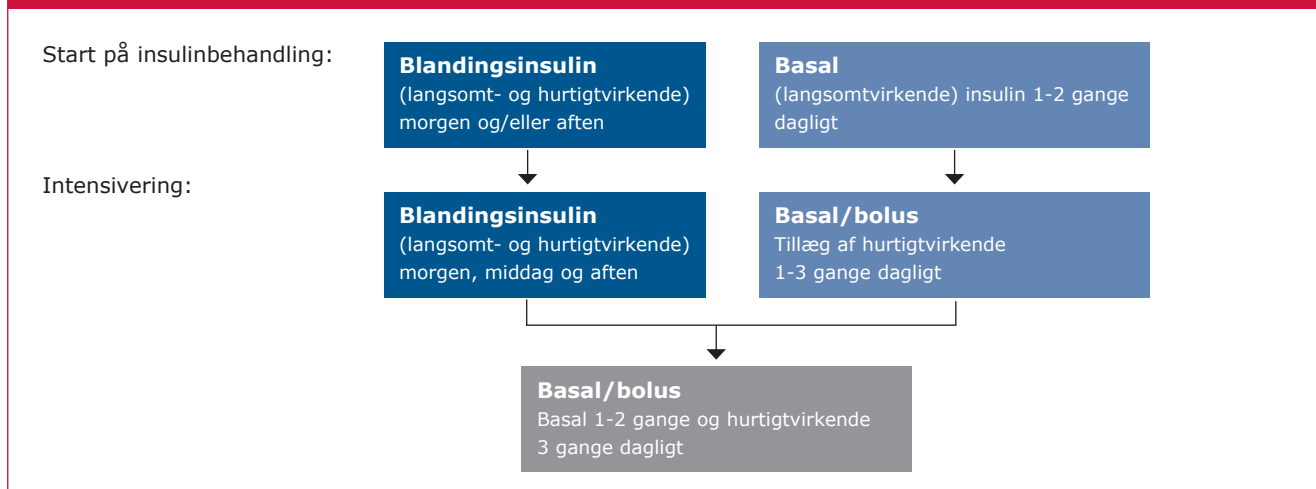 Start på insulinbehandling:
Blandingsinsulin
(langsomt- og hurtigtvirkende)
morgen og/eller aften
Basal
(langsomtvirkende) insulin 1-2 gange
dagligt
Intensivering:
Blandingsinsulin
(langsomt- og hurtigtvirkende)
morgen, middag og aften
Basal/bolus
Tillæg af hurtigtvirkende
1-3 gange dagligt
Basal/bolus
Basal 1-2 gange og hurtigtvirkende
3 gange dagligt